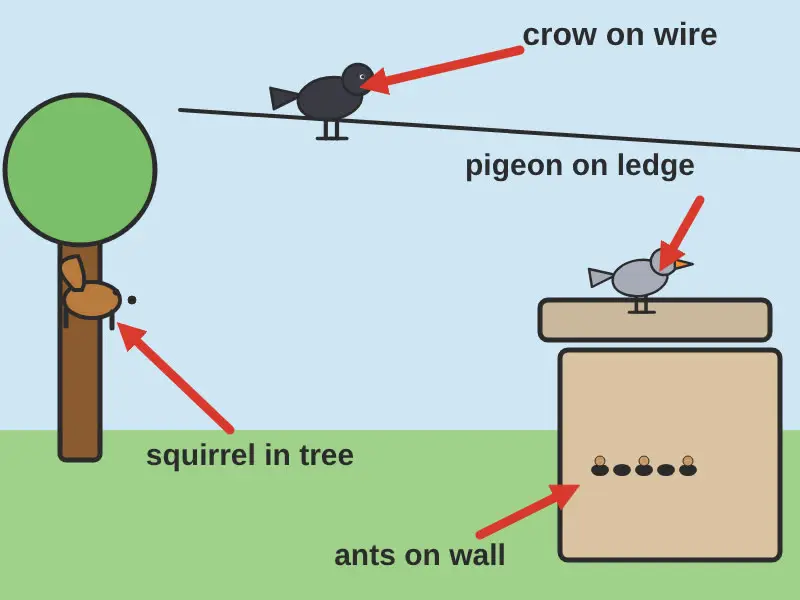 crow on wire
pigeon on ledge
squirrel in tree
ants on wall